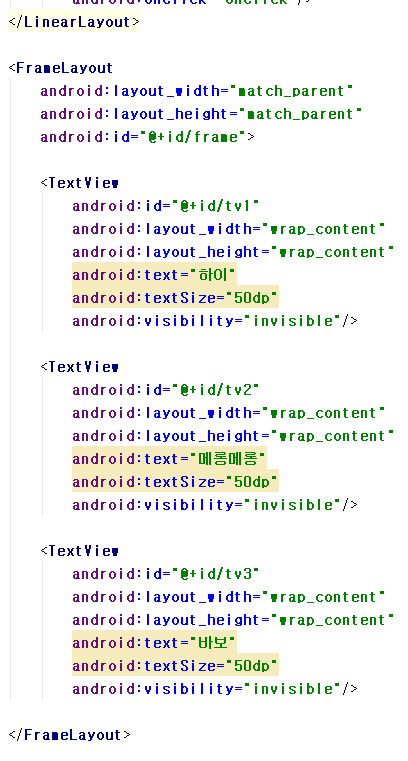 android:onClick="onClick"/>
</LinearLayout>
<FrameLayout
android:layout_width="match_parent"
android:layout_height="match_parent"
android:id="@+id/frame">
<TextView
android:id="@+id/tv1"
android:layout_width="wrap_content"
android:layout_height="wrap_content"
android:text="하이"
android:textSize="50dp"
android:visibility="invisible"/>
<TextView
android:id="@+id/tv2"
android:layout_width="wrap_content"
android:layout_height="wrap_content"
android:text="메롱메롱"
android:textSize="50dp"
android:visibility="invisible"/>
<TextView
android:id="@+id/tv3"
android:layout_width="wrap_content"
android:layout_height="wrap_content"
android:text="바보"
android:textSize="50dp"
android:visibility="invisible"/>
</FrameLayout>